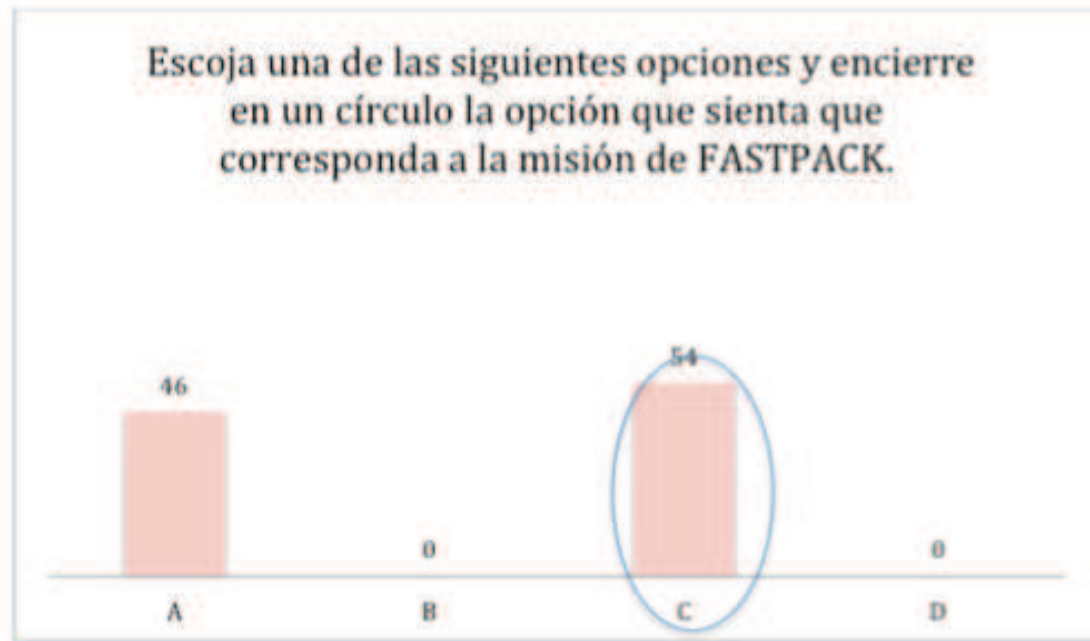 Escoja una de las siguientes opciones y encierre
en un círculo la opción que sienta que
corresponda a la misión de FASTPACK.
54
46
0 0
A B C D